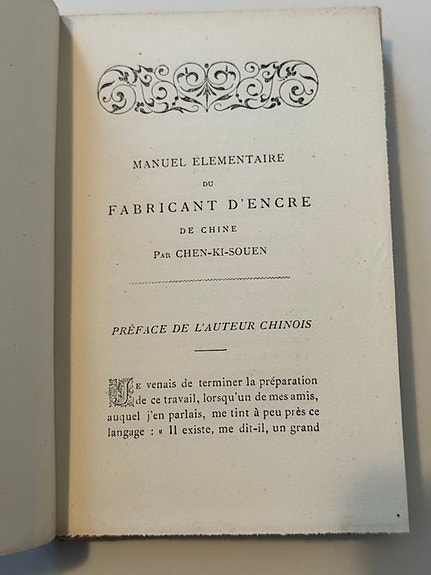 MANUEL ÉLEMENTAIRE
DU
FABRICANT D'ENCRE
DE CHINE
PAR CHEN-KI-SOUEN
PRÉFACE DE L'AUTEUR CHINOIS
JE venais de terminer la préparation
de ce travail, lorsqu'un de mes amis,
auquel j'en parlais, me tint à peu près ce
langage : « Il existe, me dit-il, un grand